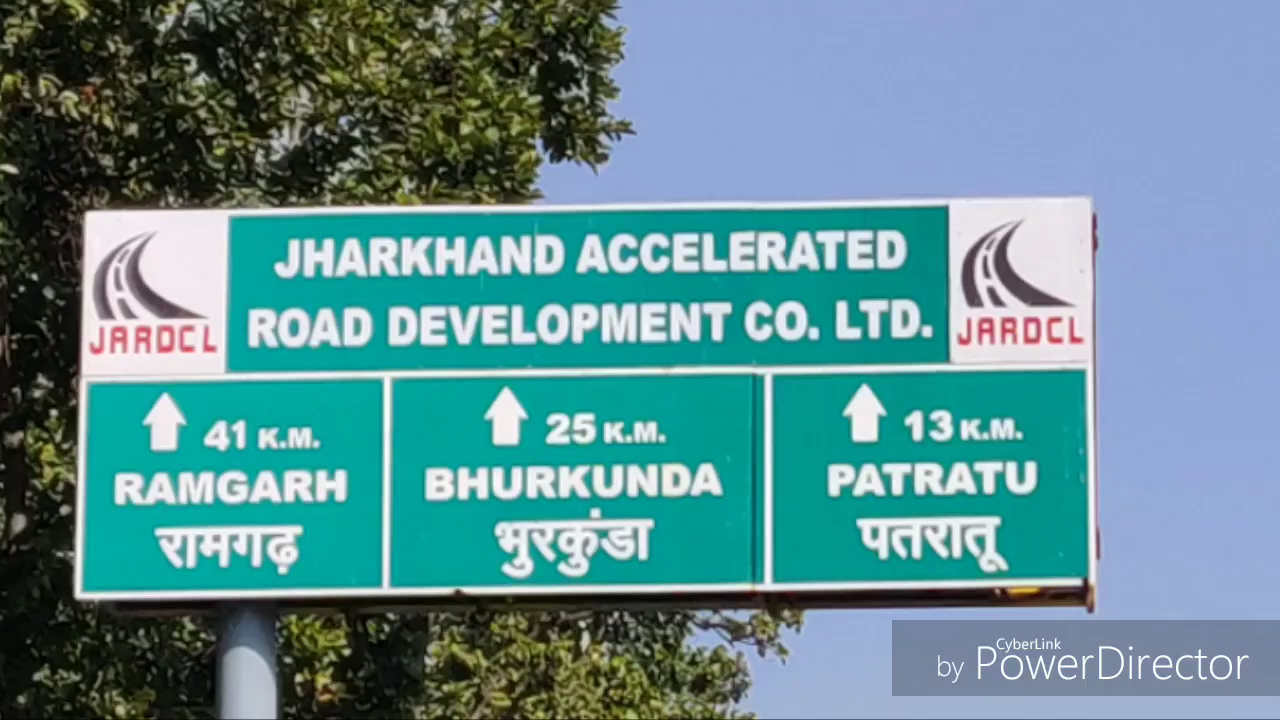 JHARKHAND ACCELERATED
ROAD DEVELOPMENT CO. LTD.
JARDCL
JARDCL
41 K.M.
RAMGARH
रामगढ़
25 K.M.
BHURKUNDA
भुरकुंडा
13 K.M.
PATRATU
पतरातू
CyberLink
by PowerDirector